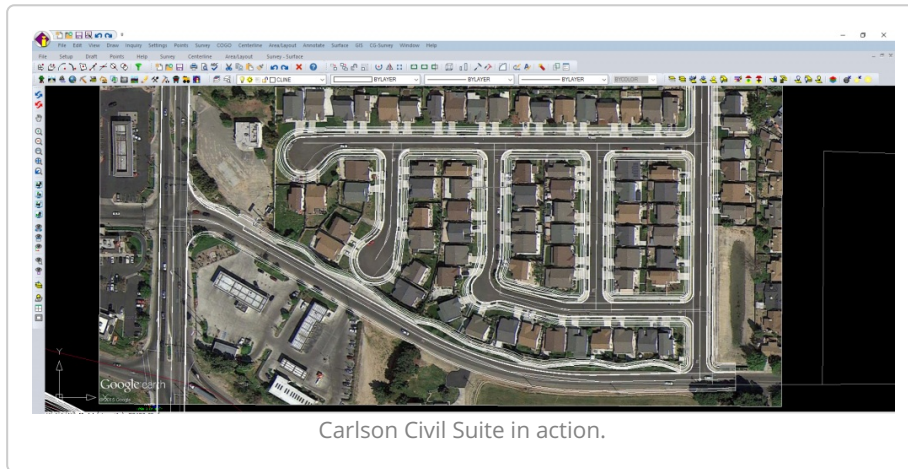 File Edit View Draw Inquiry Settings Points Survey COGO Centerline Area/Layout Annotate Surface GIS CG-Survey Window Help
File Setup Draft Points Help Survey Centerline Area/Layout Survey - Surface
CLINE BYLAYER BYLAYER BYLAYER BYCOLOR
Y
Google earth
Carlson Civil Suite in action.